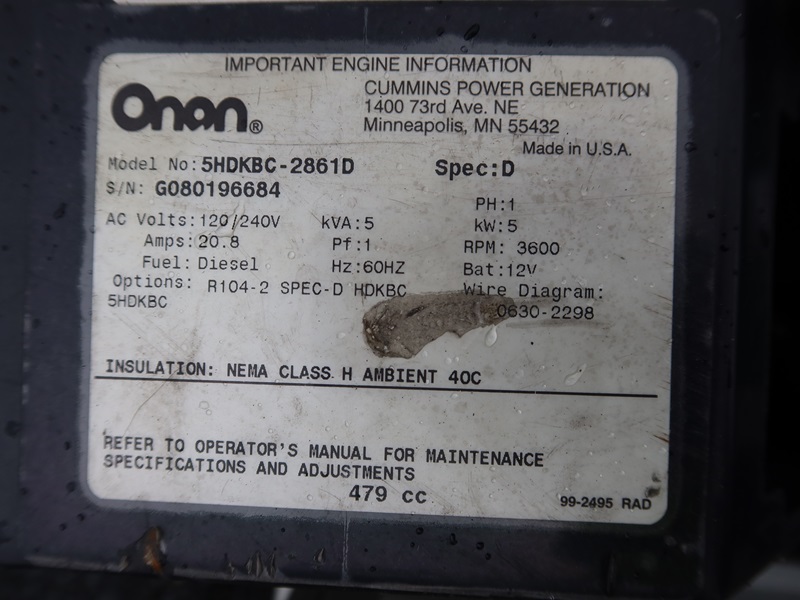 IMPORTANT ENGINE INFORMATION
Onan®
CUMMINS POWER GENERATION
1400 73rd Ave. NE
Minneapolis, MN 55432
Made in U.S.A.
Model No: 5HDKBC-2861D Spec:D
S/N: G080196684
PH:1
AC Volts:120/240V kVA:5 kW:5
Amps:20.8 Pf:1 RPM: 3600
Fuel: Diesel Hz:60HZ Bat:12V
Options: R104-2 SPEC-D HDKBC Wire Diagram:
5HDKBC 0630-2298
INSULATION: NEMA CLASS H AMBIENT 40C
REFER TO OPERATOR'S MANUAL FOR MAINTENANCE
SPECIFICATIONS AND ADJUSTMENTS
479 cc
99-2495 RAD